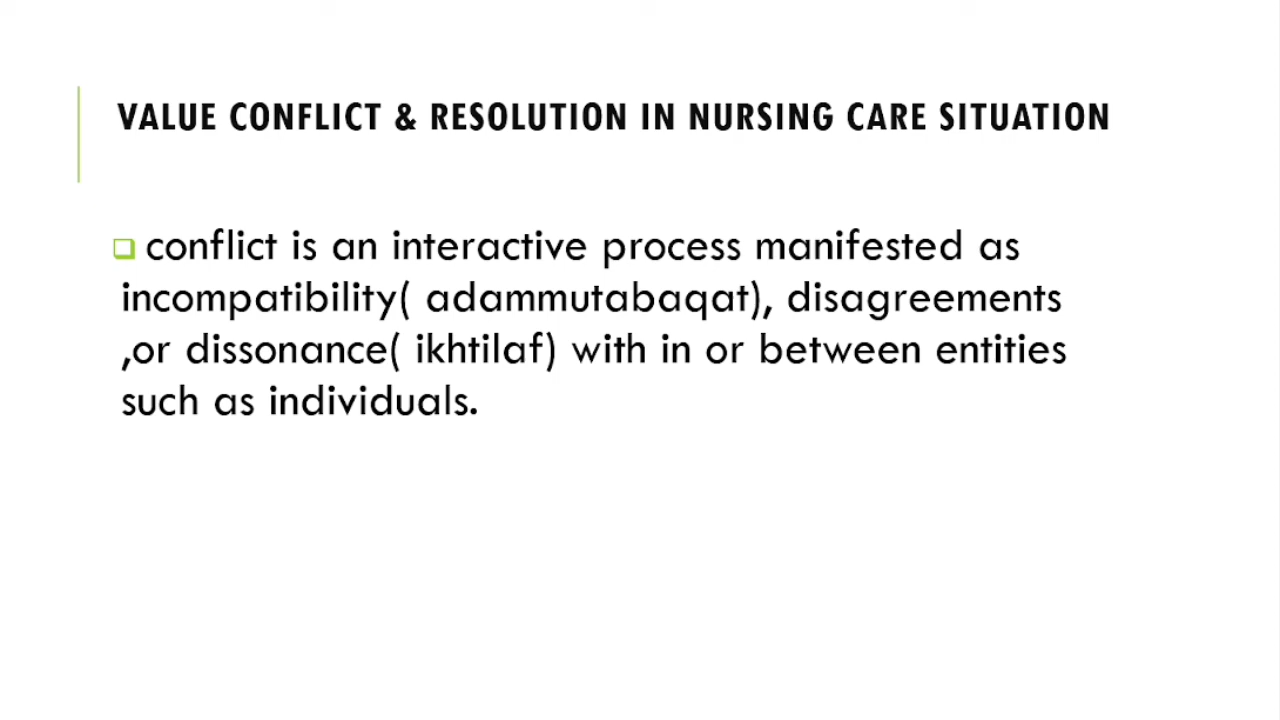 VALUE CONFLICT & RESOLUTION IN NURSING CARE SITUATION
conflict is an interactive process manifested as
incompatibility( adammutabaqat), disagreements
,or dissonance( ikhtilaf) with in or between entities
such as individuals.